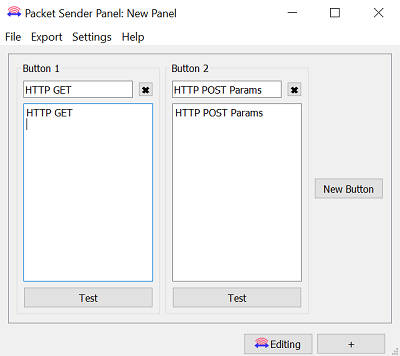 Packet Sender Panel: New Panel
File Export Settings Help
Button 1
HTTP GET
HTTP GET
Test
Button 2
HTTP POST Params
HTTP POST Params
Test
New Button
Editing
+